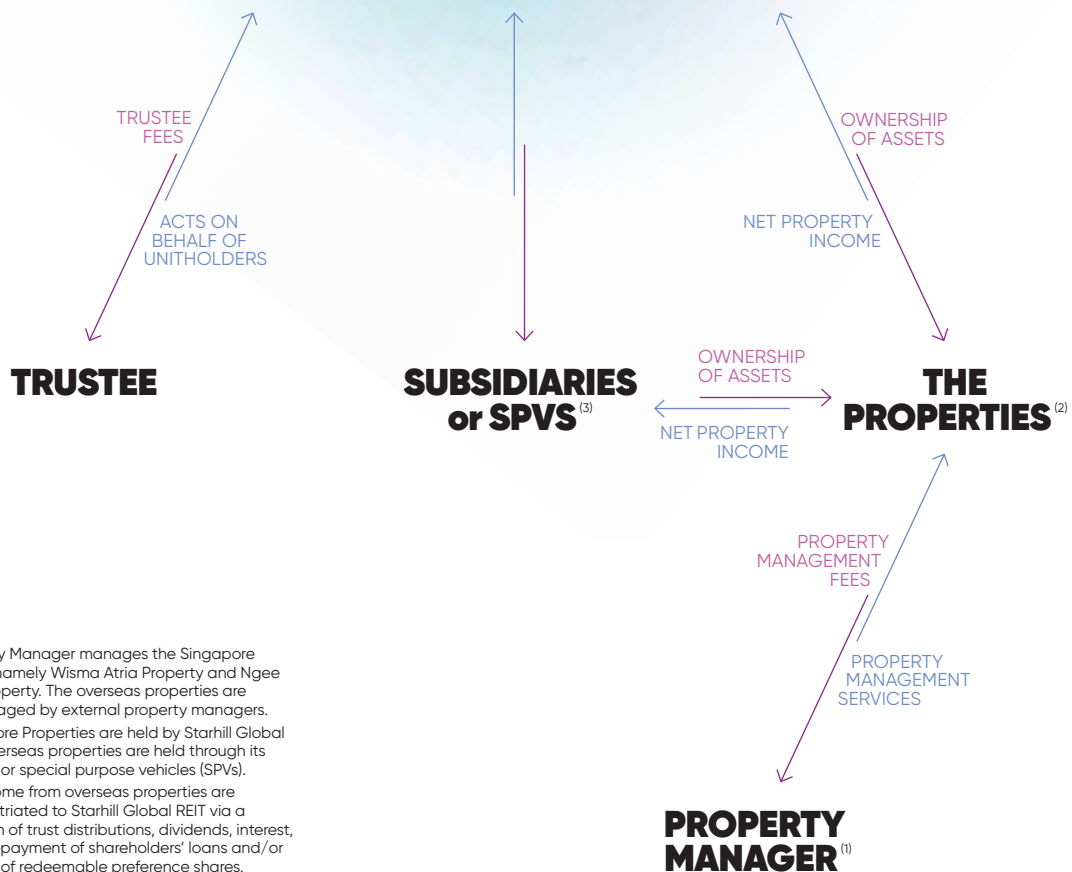 TRUSTEE
FEES
ACTS ON
BEHALF OF
UNITHOLDERS
OWNERSHIP
OF ASSETS
NET PROPERTY
INCOME
TRUSTEE
SUBSIDIARIES
or SPVS (3)
OWNERSHIP
OF ASSETS
NET PROPERTY
INCOME
THE
PROPERTIES (2)
PROPERTY
MANAGEMENT
FEES
PROPERTY
MANAGEMENT
SERVICES
PROPERTY
MANAGER (1)
y Manager manages the Singapore
namely Wisma Atria Property and Ngee
operty. The overseas properties are
aged by external property managers.
ore Properties are held by Starhill Global
erseas properties are held through its
or special purpose vehicles (SPVs).
ome from overseas properties are
triated to Starhill Global REIT via a
n of trust distributions, dividends, interest,
payment of shareholders' loans and/or
of redeemable preference shares.